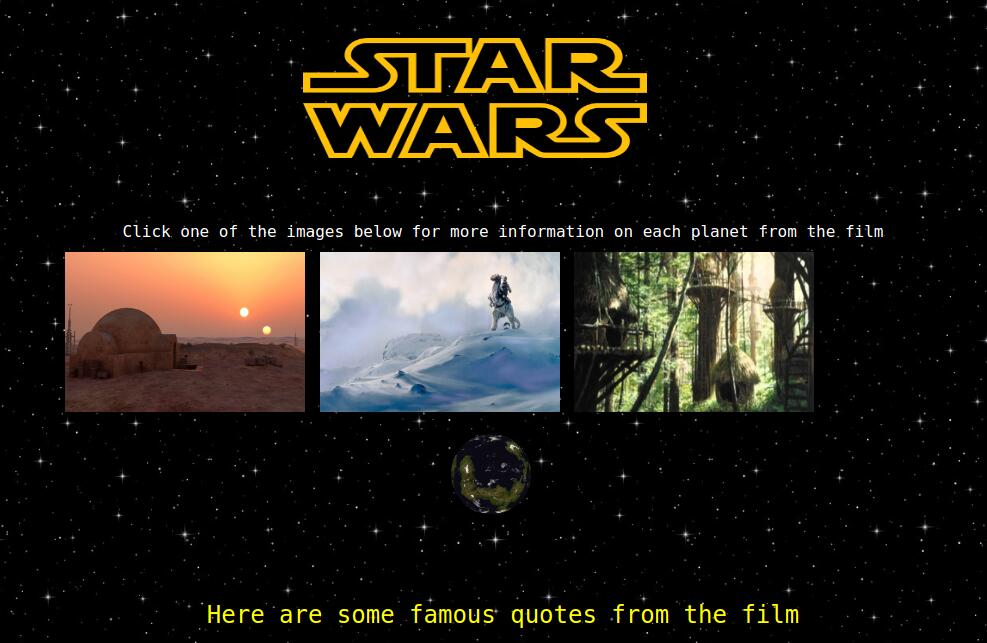 STAR
WARS
Click one of the images below for more information on each planet from the film
Here are some famous quotes from the film